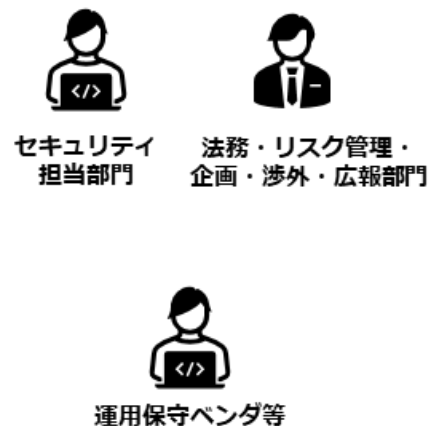 </>
セキュリティ
担当部門
法務・リスク管理・
企画・渉外・広報部門
</>
運用保守ベンダ等